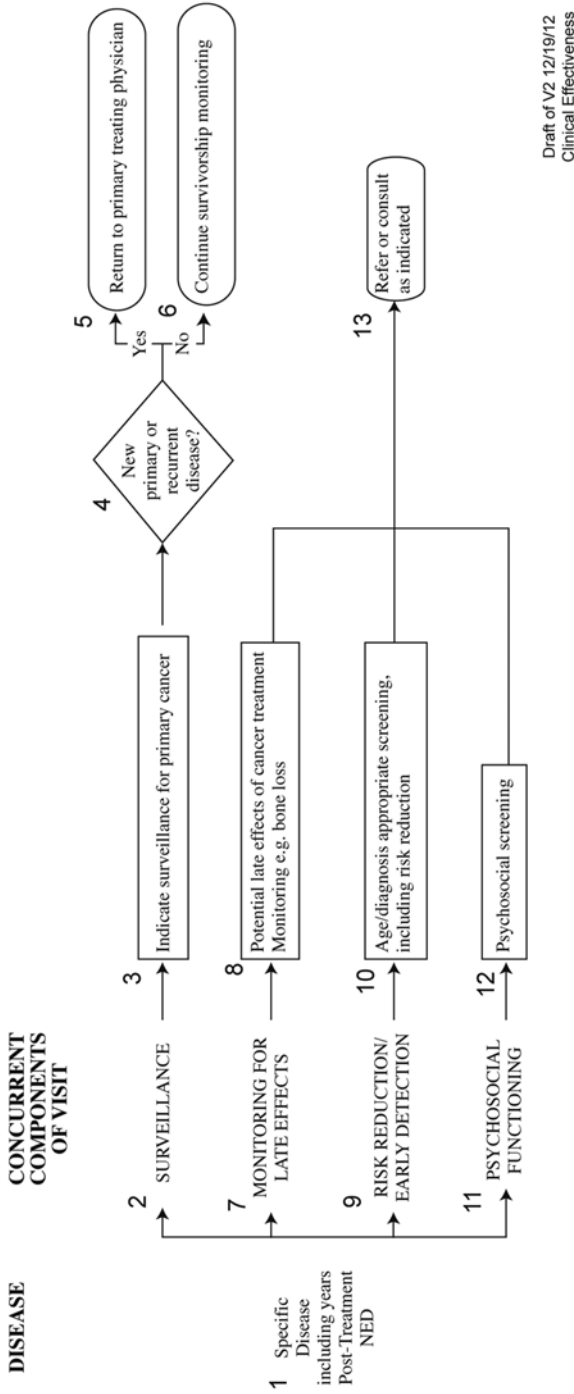 DISEASE
CONCURRENT
COMPONENTS
OF VISIT
1
Specific
Disease
including years
Post-Treatment
NED
2
SURVEILLANCE
3
Indicate surveillance for primary cancer
4
New
primary or
recurrent
disease?
Yes
No
5
Return to primary treating physician
6
Continue survivorship monitoring
7
MONITORING FOR
LATE EFFECTS
8
Potential late effects of cancer treatment
Monitoring e.g. bone loss
9
RISK REDUCTION/
EARLY DETECTION
10
Age/diagnosis appropriate screening,
including risk reduction
11
PSYCHOSOCIAL
FUNCTIONING
12
Psychosocial screening
13
Refer or consult
as indicated
Draft of V2 12/19/12
Clinical Effectiveness